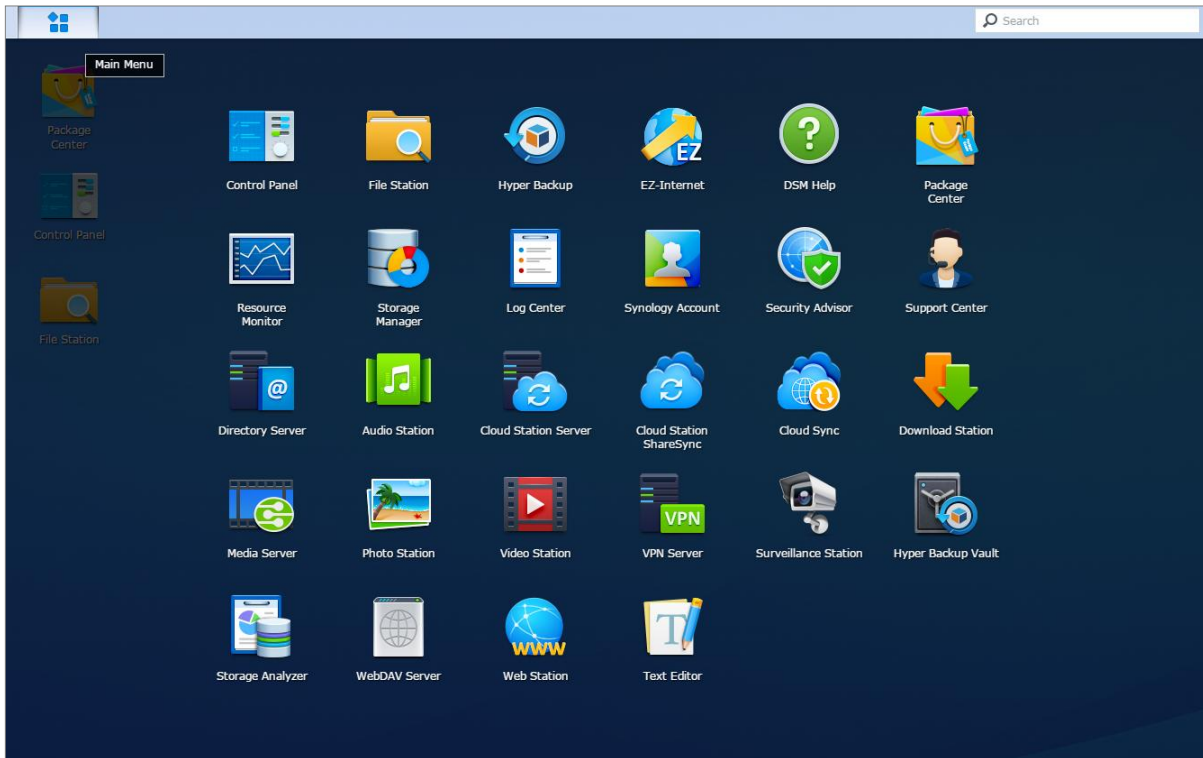 Search
Main Menu
Package
Center
Control Panel
File Station
EZ
Control Panel
File Station
Hyper Backup
EZ-Internet
DSM Help
Package
Center
Resource
Monitor
Storage
Manager
Log Center
Synology Account
Security Advisor
Support Center
@
Directory Server
Audio Station
Cloud Station Server
Cloud Station
ShareSync
Cloud Sync
Download Station
VPN
Media Server
Photo Station
Video Station
VPN Server
Surveillance Station
Hyper Backup Vault
WWW
T
Storage Analyzer
WebDAV Server
Web Station
Text Editor